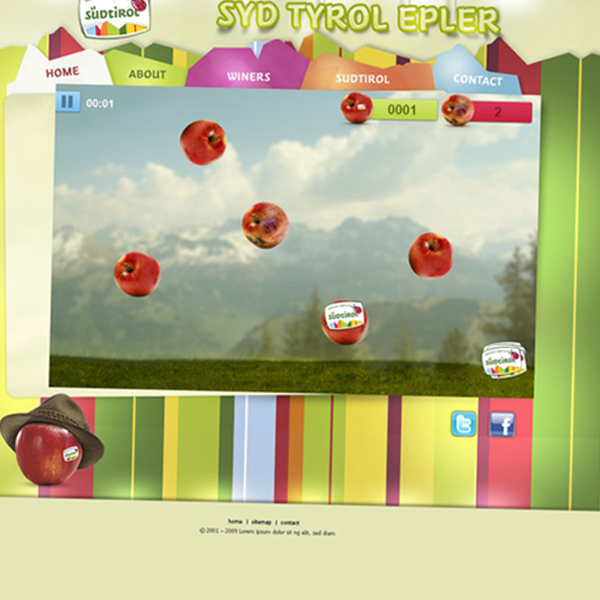 SÜDTIROL
SYD TYROL EPLER
HOME
ABOUT
WINERS
SUDTIROL
CONTACT
00:01
0001
2
SÜDTIROL
SÜDTIROL
home | sitemap | contact
© 2001 - 2009 Lorem ipsum dolor sit ng elit, sed diam